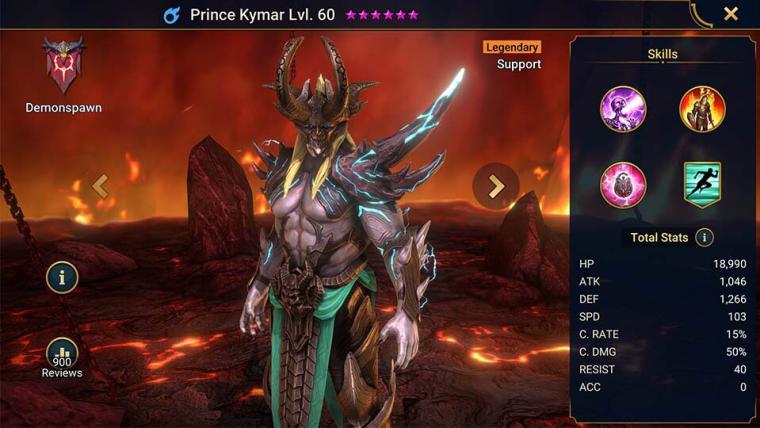 Prince Kymar Lvl. 60
Legendary
Support
Demonspawn
900
Reviews
Skills
Total Stats
HP 18,990
ATK 1,046
DEF 1,266
SPD 103
C. RATE 15%
C. DMG 50%
RESIST 40
ACC 0